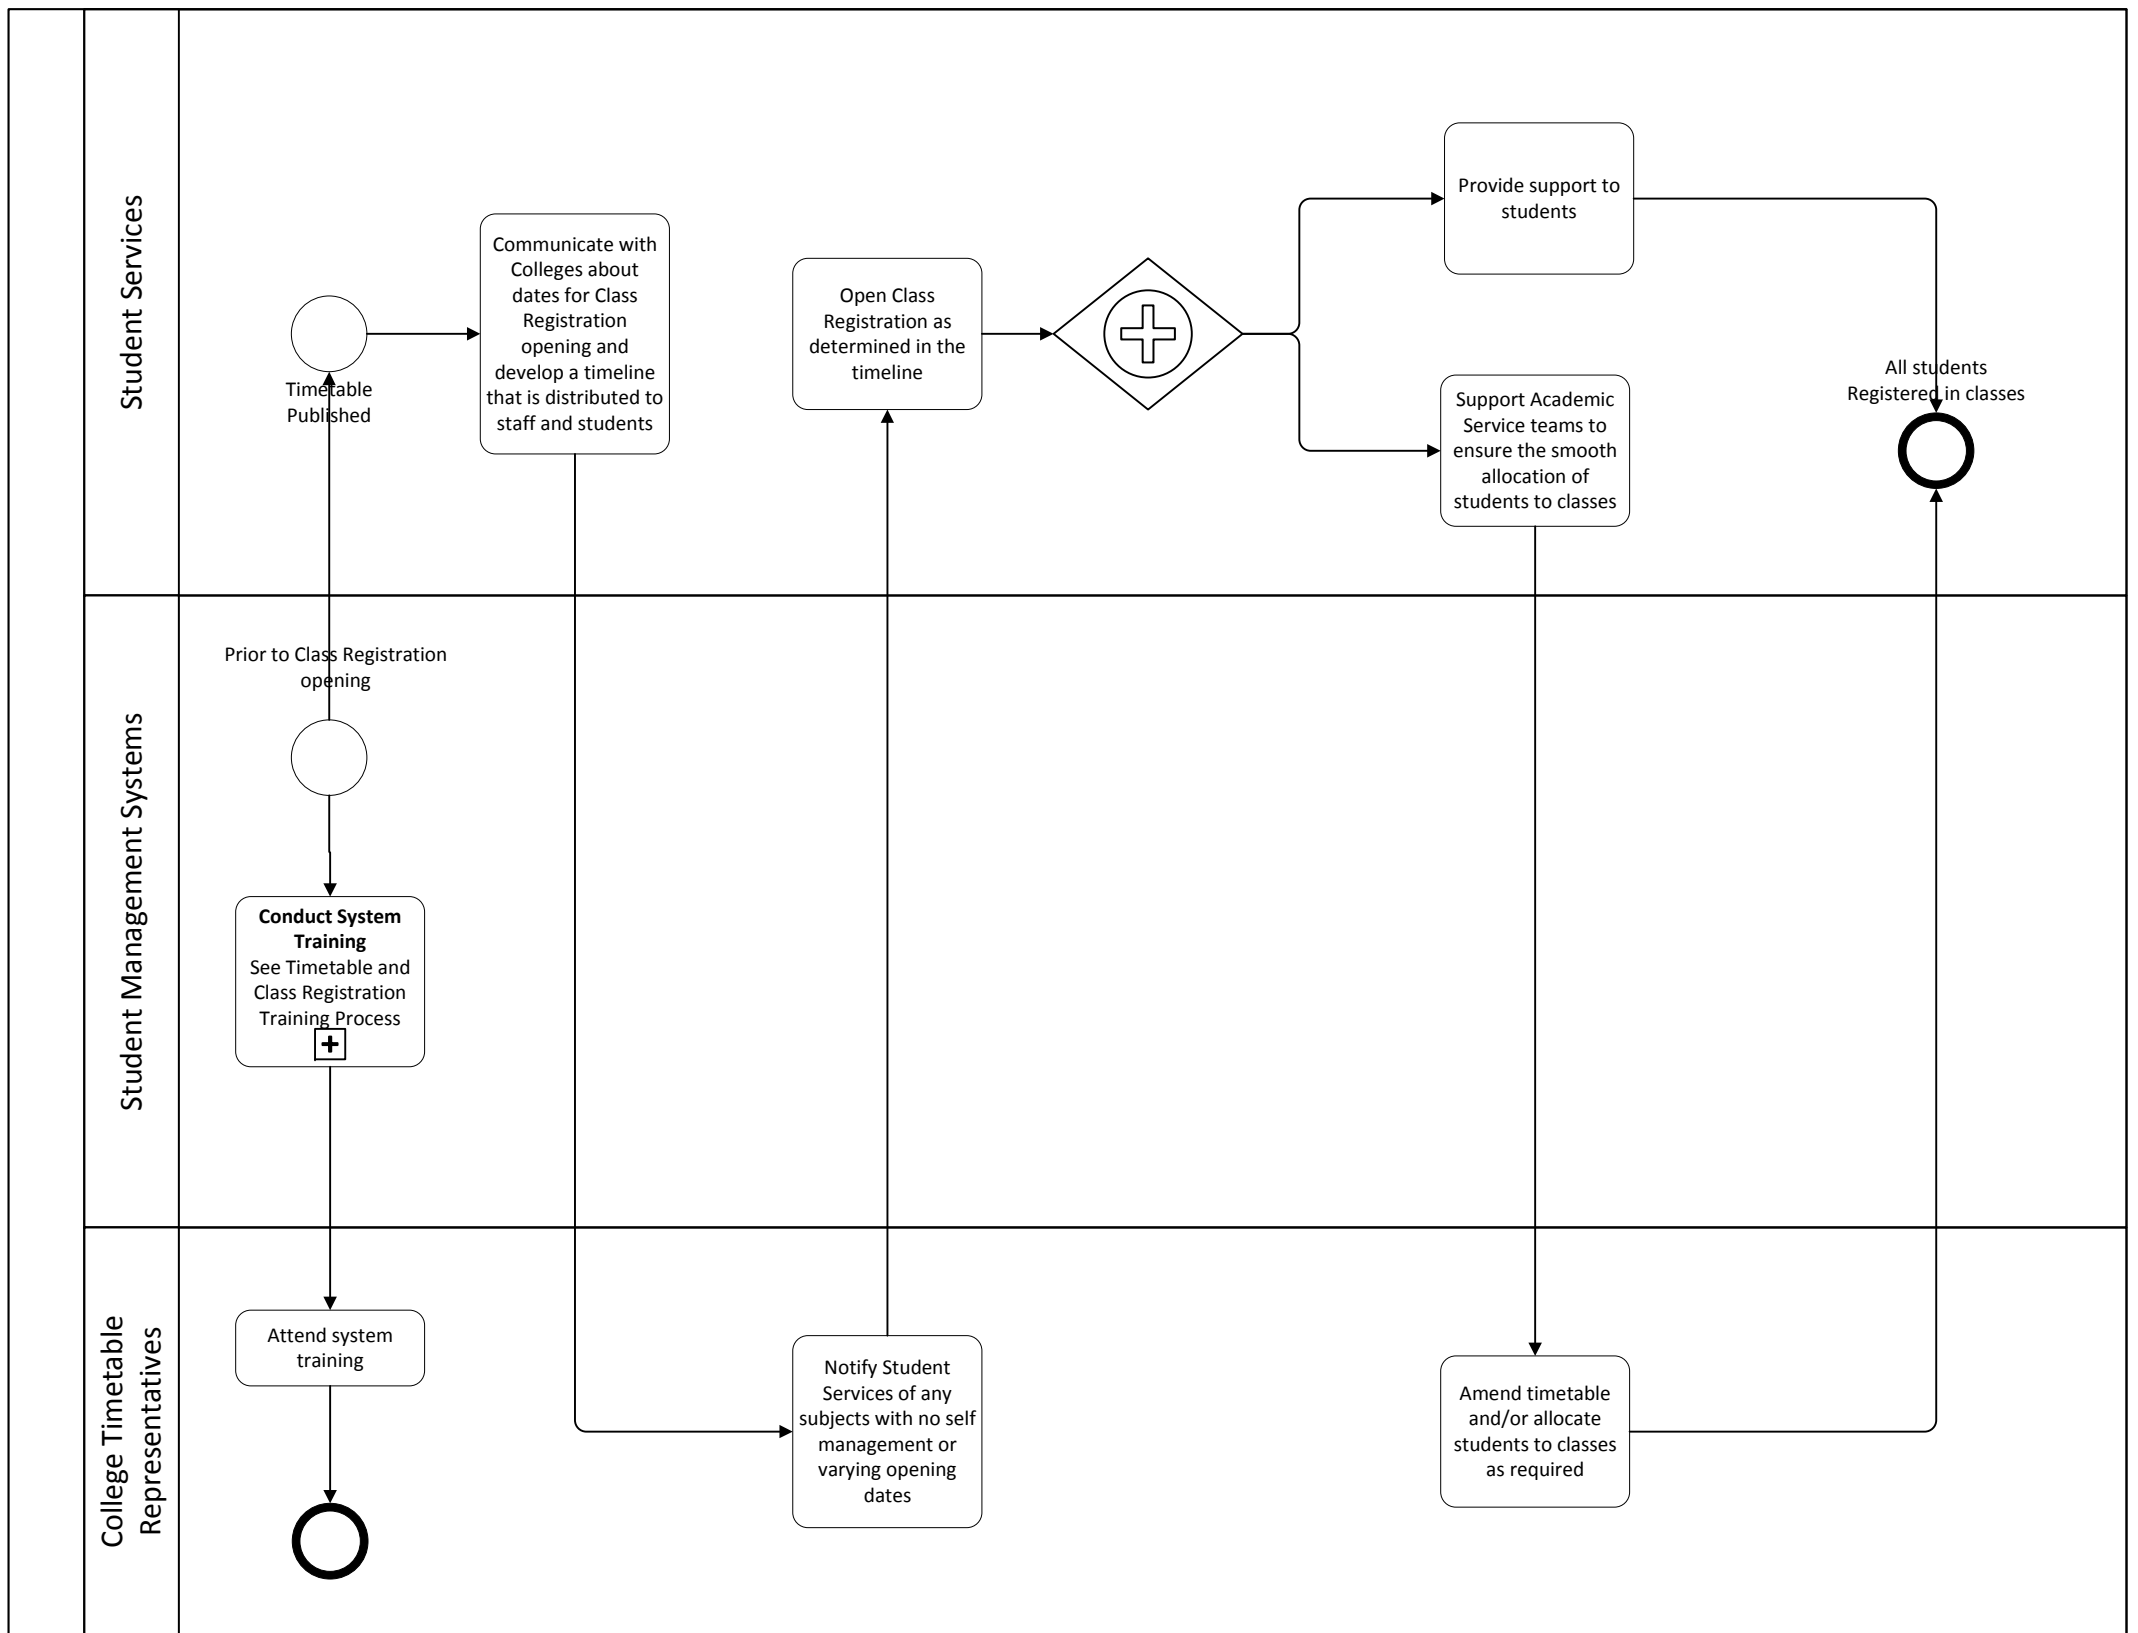 Student Services
Timetable
Published
Communicate with
Colleges about
dates for Class
Registration
opening and
develop a timeline
that is distributed to
staff and students
Open Class
Registration as
determined in the
timeline
Provide support to
students
Support Academic
Service teams to
ensure the smooth
allocation of
students to classes
All students
Registered in classes
Student Management Systems
Prior to Class Registration
opening
Conduct System
Training
See Timetable and
Class Registration
Training Process
College Timetable
Representatives
Attend system
training
Notify Student
Services of any
subjects with no self
management or
varying opening
dates
Amend timetable
and/or allocate
students to classes
as required